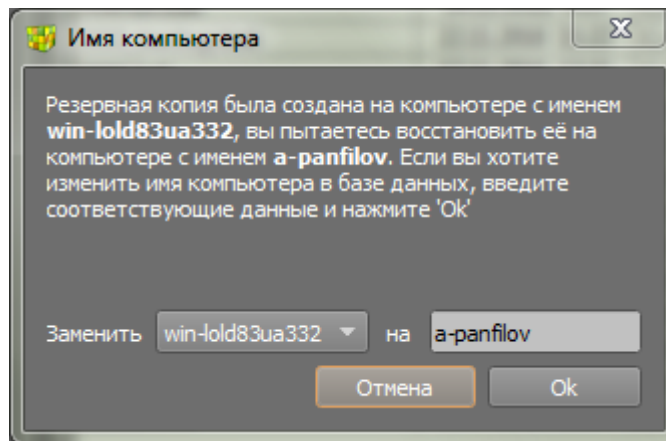 Имя компьютера
Резервная копия была создана на компьютере с именем
win-lold83ua332, вы пытаетесь восстановить её на
компьютере с именем a-panfilov. Если вы хотите
изменить имя компьютера в базе данных, введите
соответствующие данные и нажмите 'Ok'
Заменить win-lold83ua332 на a-panfilov
Отмена Ok